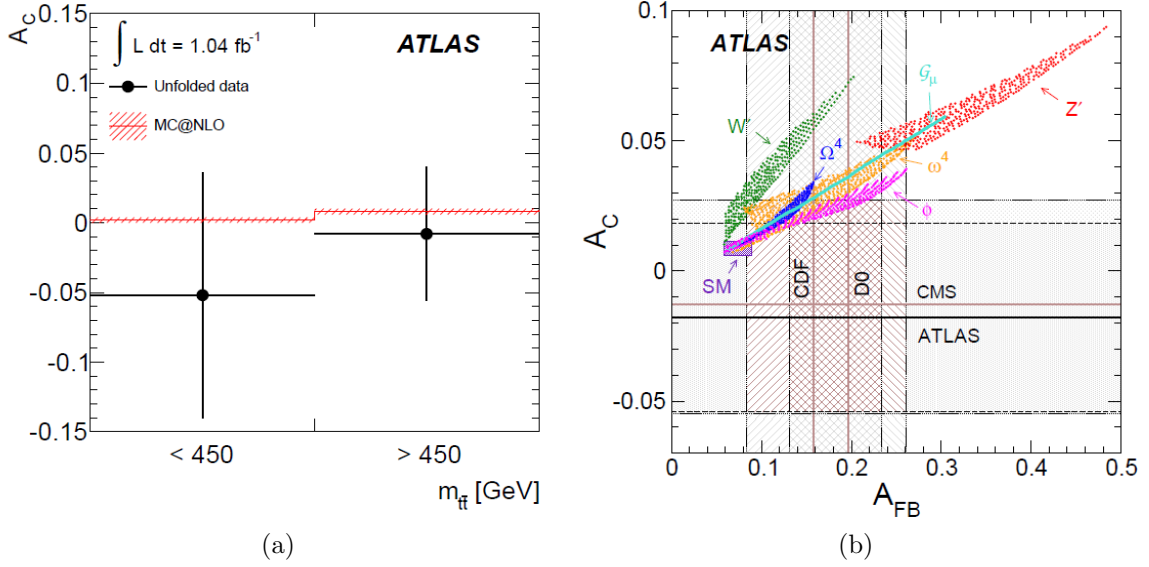 A_C
0.15
0.1
0.05
0
-0.05
-0.1
-0.15
∫ L dt = 1.04 fb⁻¹
ATLAS
Unfolded data
MC@NLO
< 450
> 450
m_tt̄ [GeV]
(a)
A_C
0.1
0.05
0
-0.05
ATLAS
W′
Ω⁴
𝒢_μ
Z′
ω⁴
ϕ
SM
CDF
D0
CMS
ATLAS
0
0.1
0.2
0.3
0.4
0.5
A_FB
(b)